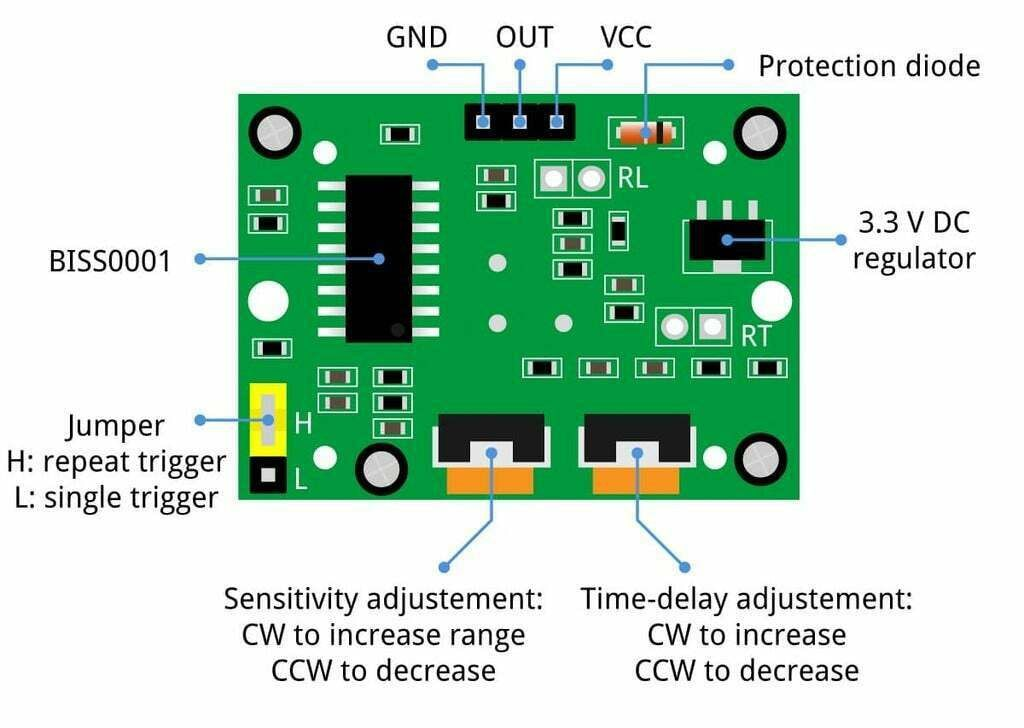 GND OUT VCC
Protection diode
RL
3.3 V DC
regulator
BISS0001
RT
Jumper
H: repeat trigger
L: single trigger
H
L
Sensitivity adjustement:
CW to increase range
CCW to decrease
Time-delay adjustement:
CW to increase
CCW to decrease